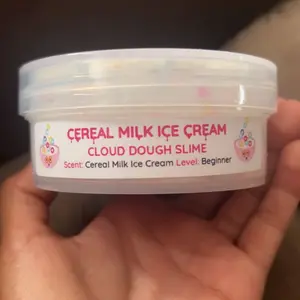 CEREAL MILK ICE CREAM
CLOUD DOUGH SLIME
Scent: Cereal Milk Ice Cream Level: Beginner